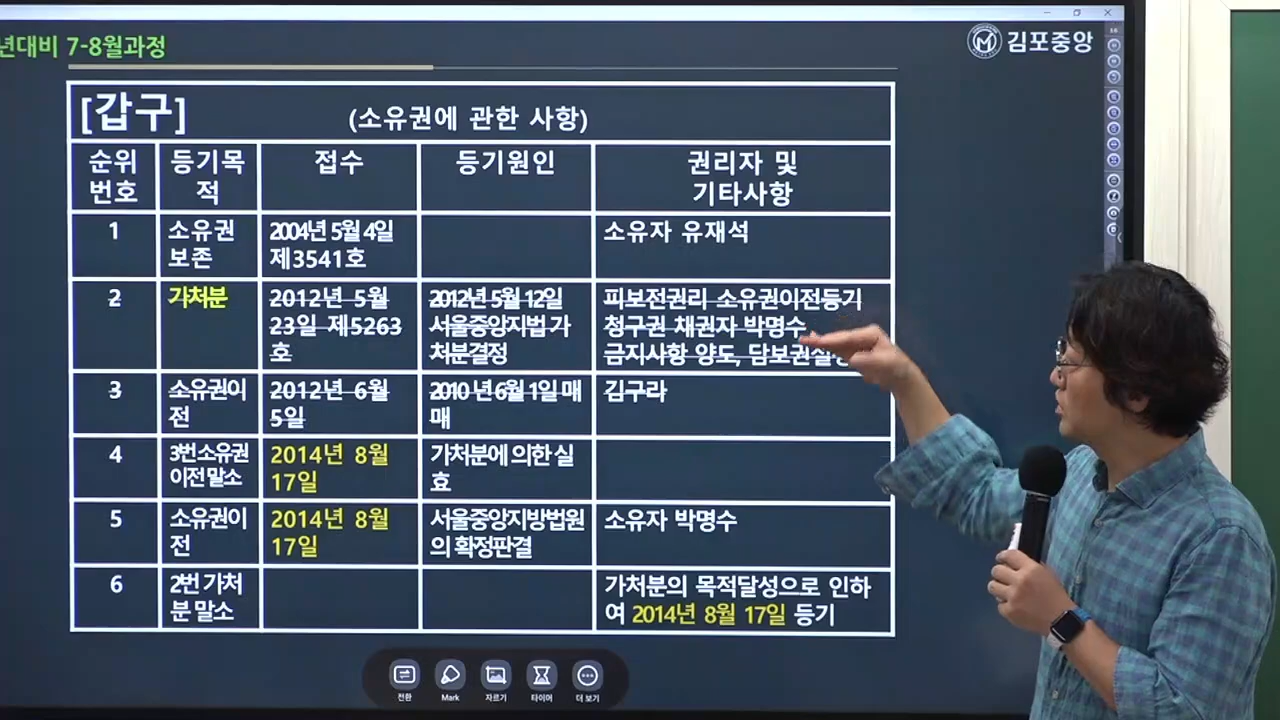 년대비 7-8월과정
김포중앙
[갑구] (소유권에 관한 사항)
순위
번호
등기목
적
접수
등기원인
권리자 및
기타사항
1
소유권
보존
2004년 5월 4일
제3541호
소유자 유재석
2
가처분
2012년 5월
23일 제5263
호
2012년 5월 12일
서울중앙지법 가
처분결정
피보전권리 소유권이전등기
청구권 채권자 박명수
금지사항 양도, 담보권설정
3
소유권이
전
2012년 6월
5일
2010 년 6월 1일 매
매
김구라
4
3번 소유권
이전 말소
2014년 8월
17일
가처분에 의한 실
효
5
소유권이
전
2014년 8월
17일
서울중앙지방법원
의 확정판결
소유자 박명수
6
2번 가처
분 말소
가처분의 목적달성으로 인하
여 2014년 8월 17일 등기
전환
Mark
자르기
타이머
더 보기